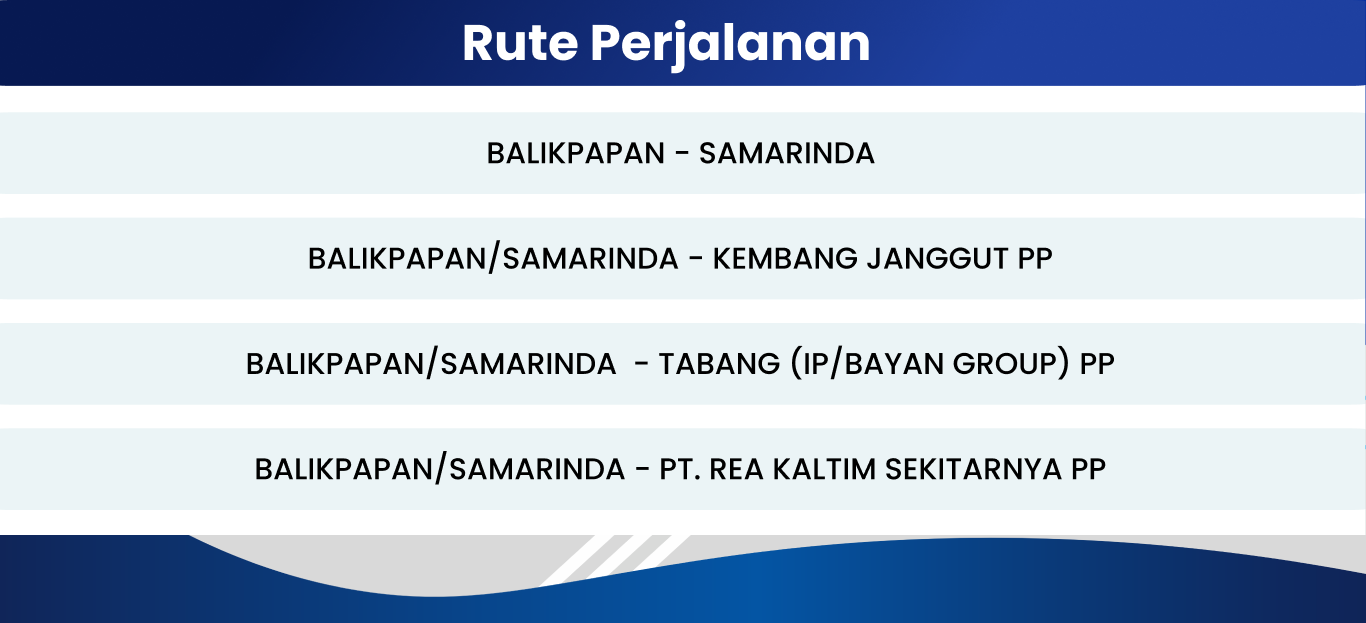 Rute Perjalanan
BALIKPAPAN - SAMARINDA
BALIKPAPAN/SAMARINDA - KEMBANG JANGGUT PP
BALIKPAPAN/SAMARINDA - TABANG (IP/BAYAN GROUP) PP
BALIKPAPAN/SAMARINDA - PT. REA KALTIM SEKITARNYA PP